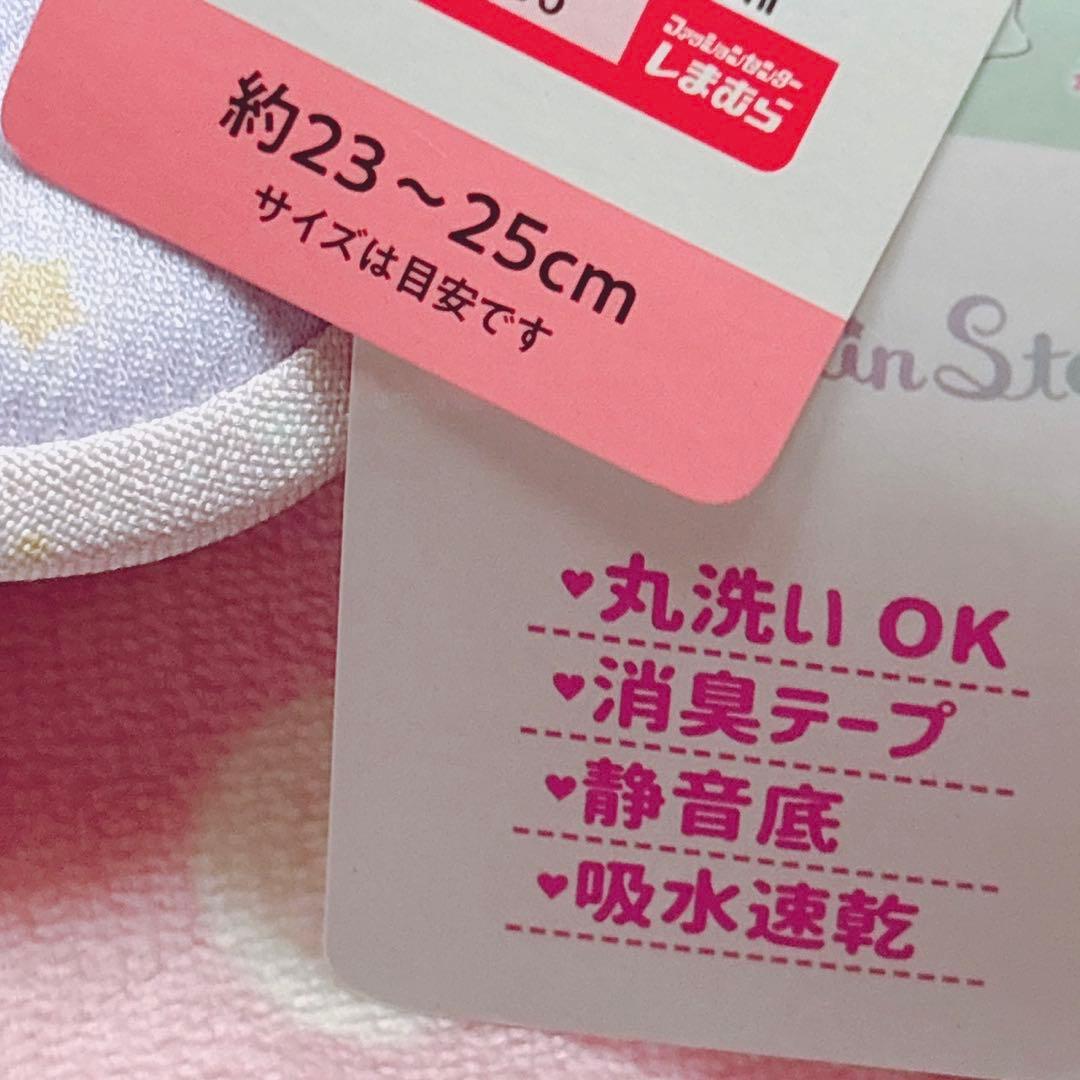 ファッションセンター
しまむら
約23～25cm
サイズは目安です
♥丸洗い OK
♥消臭テープ
♥静音底
♥吸水速乾